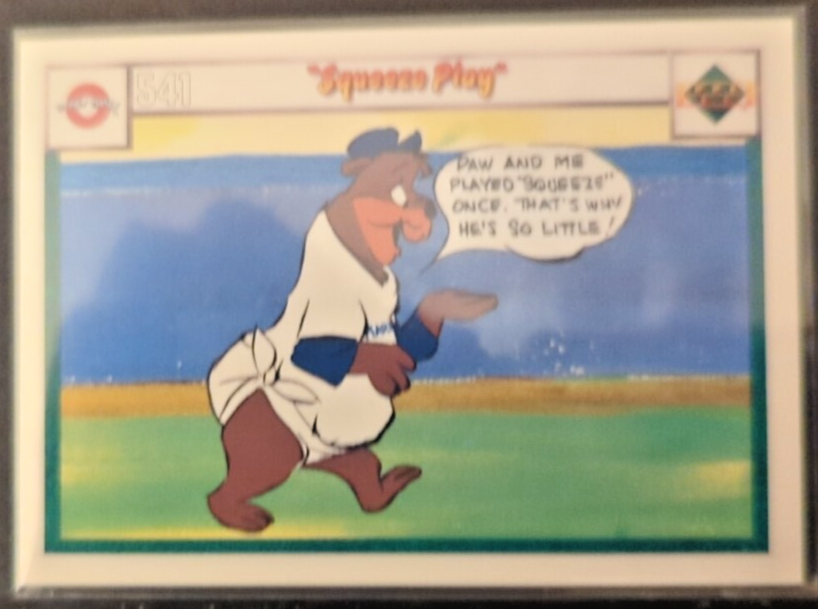 541
"Squeeze Play"
PAW AND ME
PLAYED "SQUEEZE"
ONCE. THAT'S WHY
HE'S SO LITTLE!